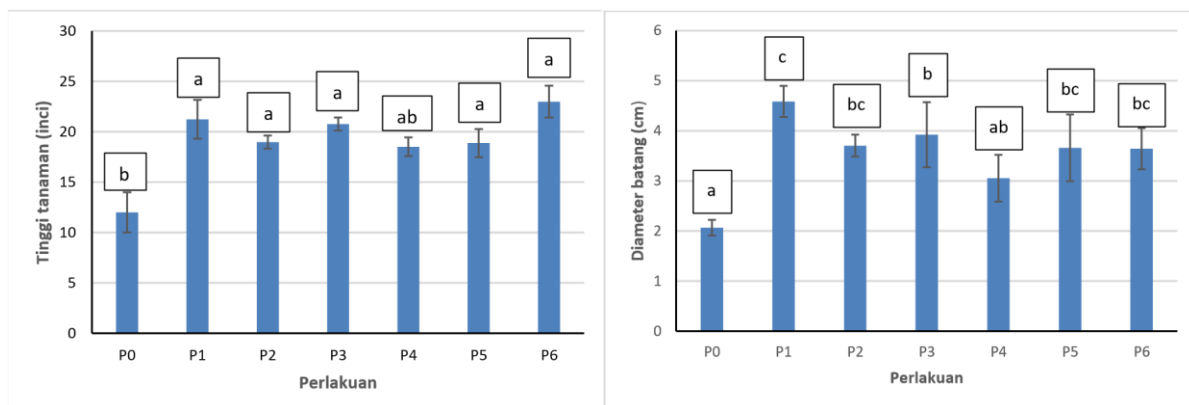 Tinggi tanaman (inci)
30
25
20
15
10
5
0
b
a
a
a
ab
a
a
P0 P1 P2 P3 P4 P5 P6
Perlakuan
Diameter batang (cm)
6
5
4
3
2
1
0
a
c
bc
b
ab
bc
bc
P0 P1 P2 P3 P4 P5 P6
Perlakuan